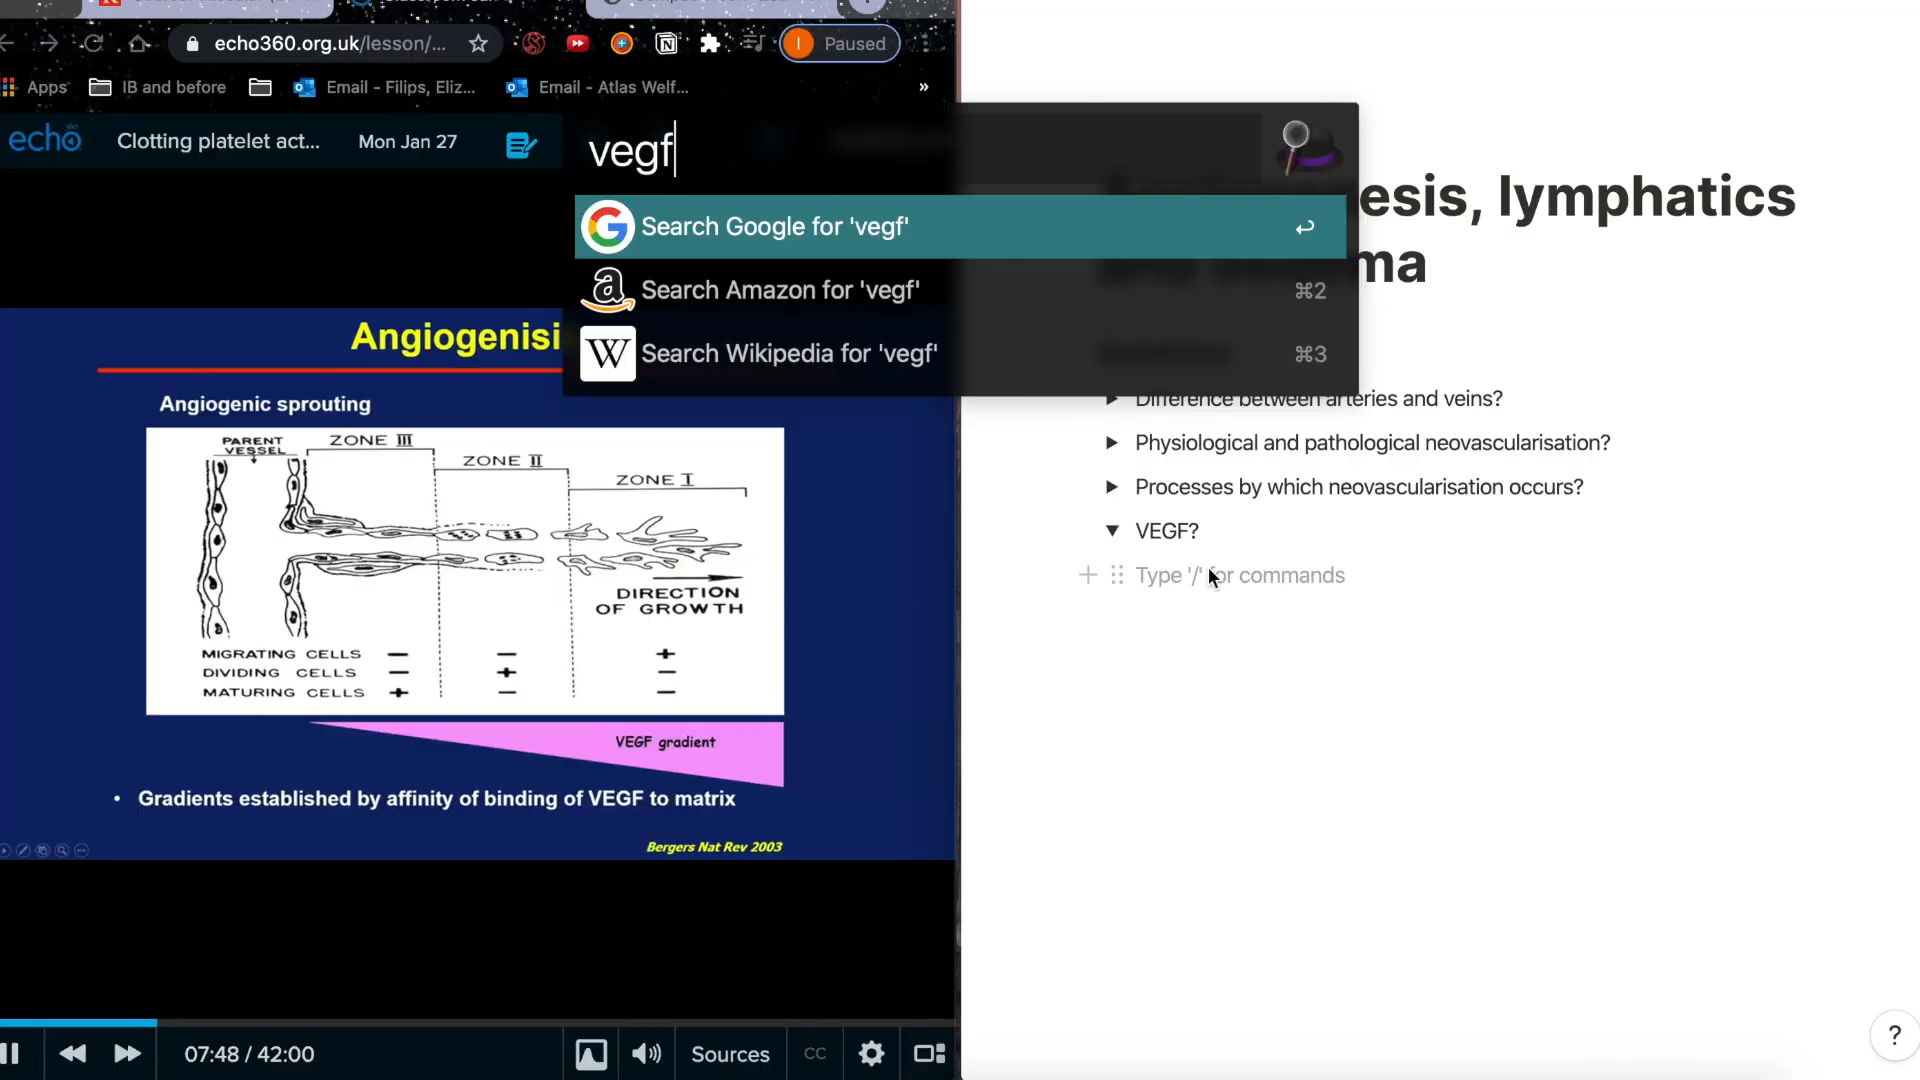 echo360.org.uk/lesson/...
Paused
Apps
IB and before
Email - Filips, Eliz...
Email - Atlas Welf...
»
echo
Clotting platelet act...
Mon Jan 27
vegf
Search Google for 'vegf'
Search Amazon for 'vegf'
⌘2
Search Wikipedia for 'vegf'
⌘3
Angiogenisi
Angiogenic sprouting
PARENT
VESSEL
ZONE III
ZONE II
ZONE I
DIRECTION
OF GROWTH
MIGRATING CELLS − − +
DIVIDING CELLS − + −
MATURING CELLS + − −
VEGF gradient
• Gradients established by affinity of binding of VEGF to matrix
Bergers Nat Rev 2003
07:48 / 42:00
Sources
CC
esis, lymphatics
ma
Difference between arteries and veins?
Physiological and pathological neovascularisation?
Processes by which neovascularisation occurs?
VEGF?
Type '/' for commands
?